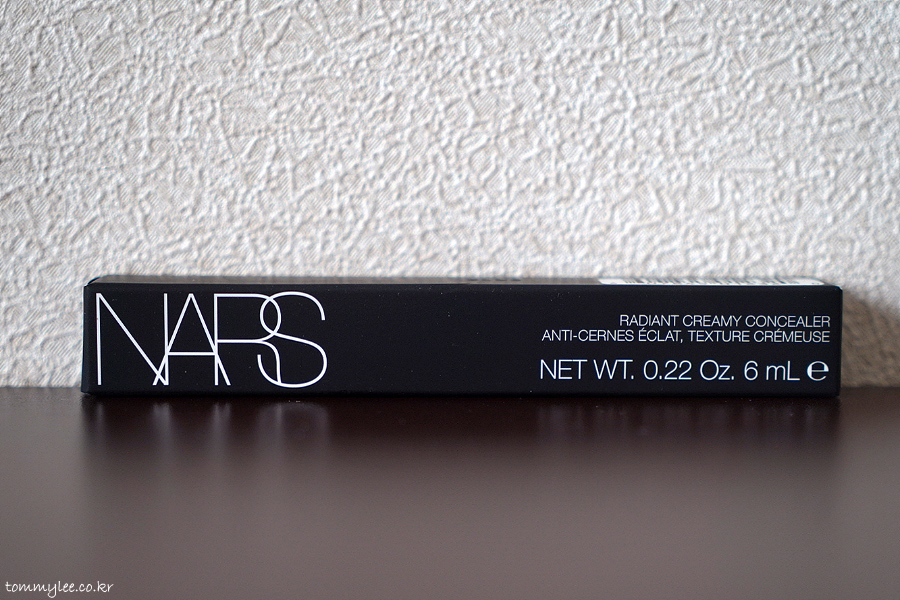 NARS
RADIANT CREAMY CONCEALER
ANTI-CERNES ÉCLAT, TEXTURE CRÉMEUSE
NET WT. 0.22 Oz. 6 mL ℮
tommylee.co.kr